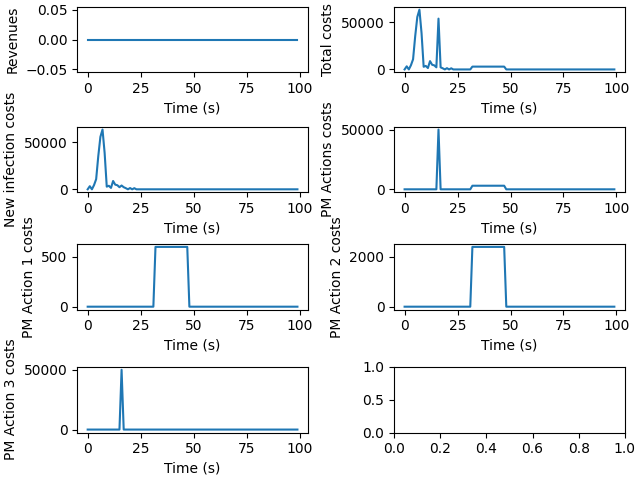 Revenues
0.05
0.00
−0.05
0 25 50 75 100
Time (s)
Total costs
50000
0
0 25 50 75 100
Time (s)
New infection costs
50000
0
0 25 50 75 100
Time (s)
PM Actions costs
50000
0
0 25 50 75 100
Time (s)
PM Action 1 costs
500
0
0 25 50 75 100
Time (s)
PM Action 2 costs
2000
0
0 25 50 75 100
Time (s)
PM Action 3 costs
50000
0
0 25 50 75 100
Time (s)
1.0
0.5
0.0
0.0 0.2 0.4 0.6 0.8 1.0